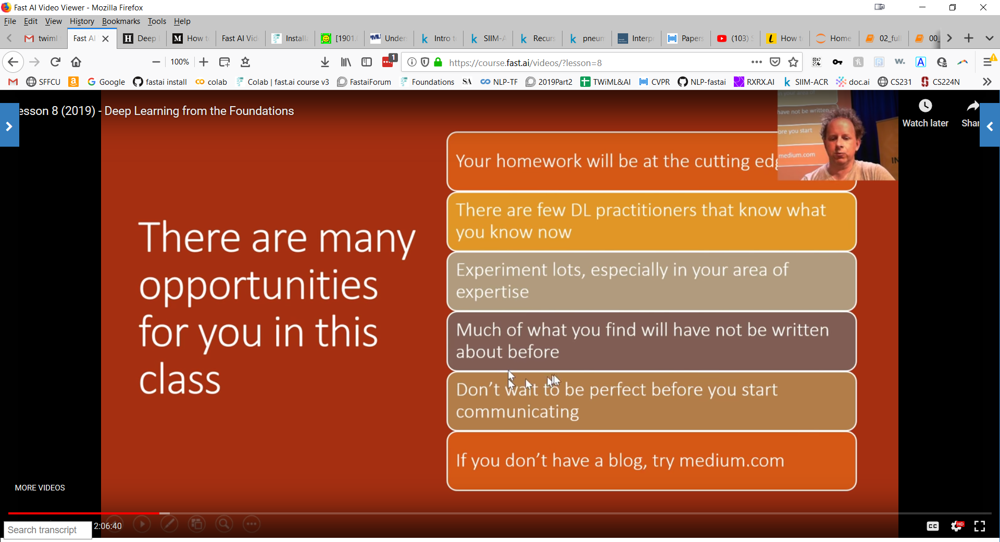 Fast AI Video Viewer - Mozilla Firefox
File Edit View History Bookmarks Tools Help
twiml Fast AI Deep How t Fast AI Vid Install [1901. Under Intro t SIIM-A Recurs pneum Interp Papers (103) How t Home 02_full 00_
100% 1 https://course.fast.ai/videos/?lesson=8 w. A
SFFCU Google fastai install colab Colab | fast.ai course v3 FastaiForum Foundations SA NLP-TF 2019Part2 TWiML&AI CVPR NLP-fastai RXRX.AI SIIM-ACR doc.ai CS231 CS224N
esson 8 (2019) - Deep Learning from the Foundations
Watch later Shar
have not be written
ore you start
medium.com
IN
Your homework will be at the cutting edg
There are few DL practitioners that know what
you know now
There are many
opportunities
for you in this
class
Experiment lots, especially in your area of
expertise
Much of what you find will have not be written
about before
Don't wait to be perfect before you start
communicating
If you don't have a blog, try medium.com
MORE VIDEOS
Search transcript 2:06:40
CC HD